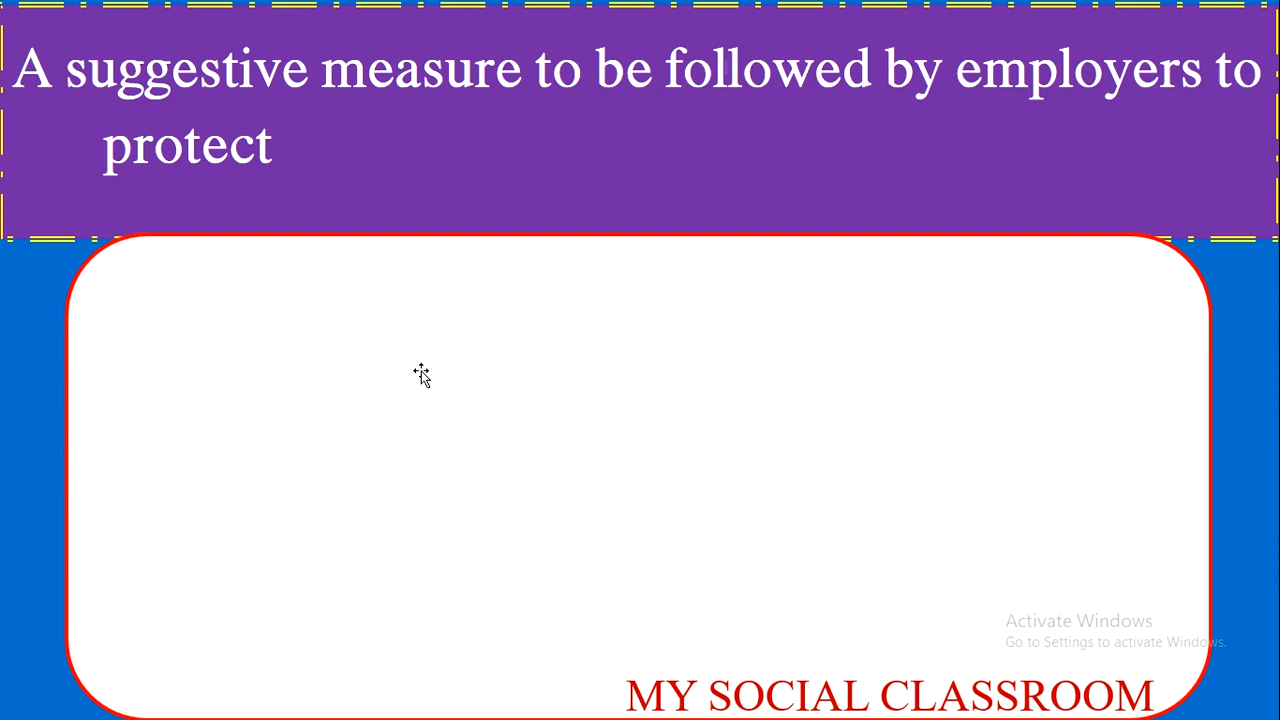 A suggestive measure to be followed by employers to
protect
Activate Windows
Go to Settings to activate Windows.
MY SOCIAL CLASSROOM